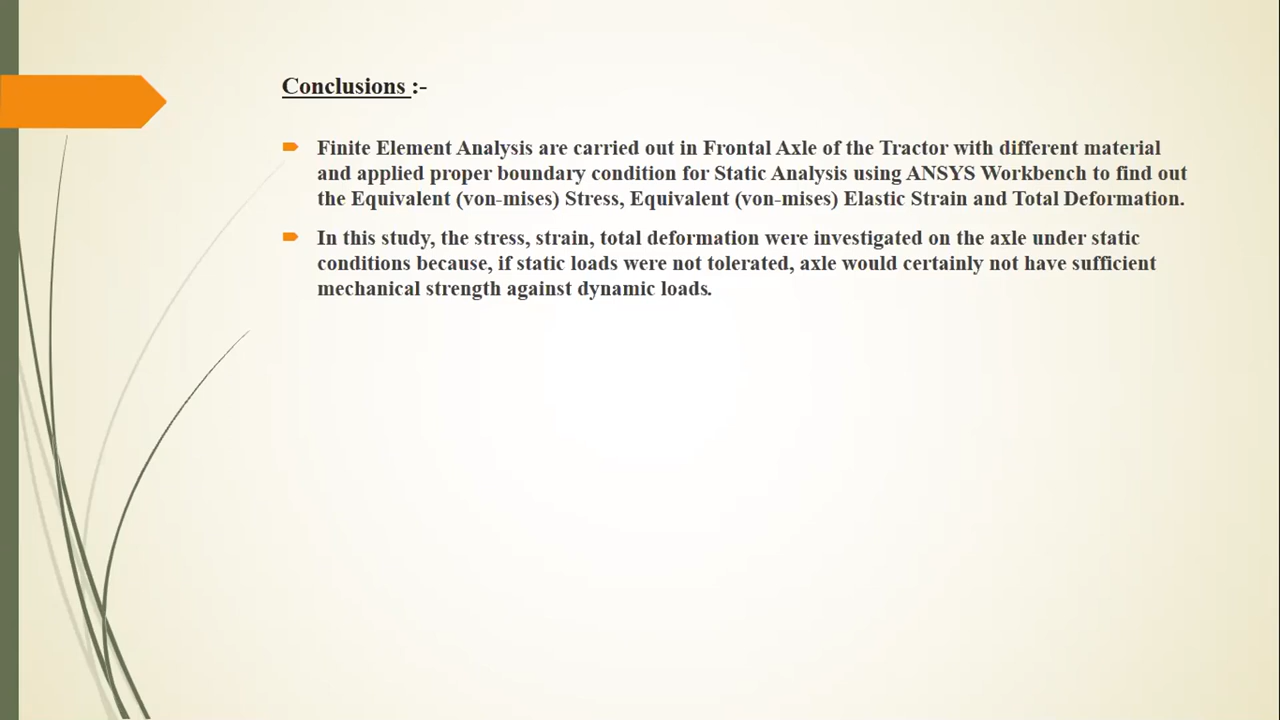 Conclusions :-
Finite Element Analysis are carried out in Frontal Axle of the Tractor with different material
and applied proper boundary condition for Static Analysis using ANSYS Workbench to find out
the Equivalent (von-mises) Stress, Equivalent (von-mises) Elastic Strain and Total Deformation.
In this study, the stress, strain, total deformation were investigated on the axle under static
conditions because, if static loads were not tolerated, axle would certainly not have sufficient
mechanical strength against dynamic loads.